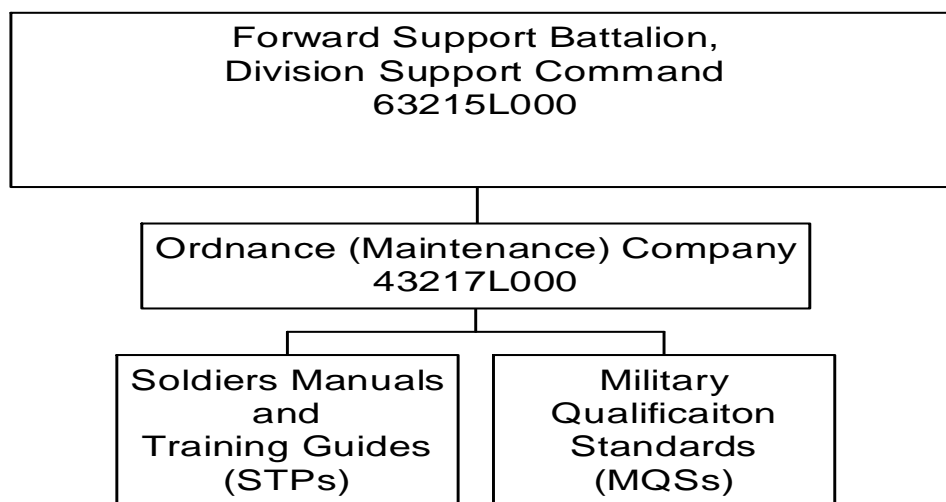 Forward Support Battalion,
Division Support Command
63215L000
Ordnance (Maintenance) Company
43217L000
Soldiers Manuals
and
Training Guides
(STPs)
Military
Qualificaiton
Standards
(MQSs)